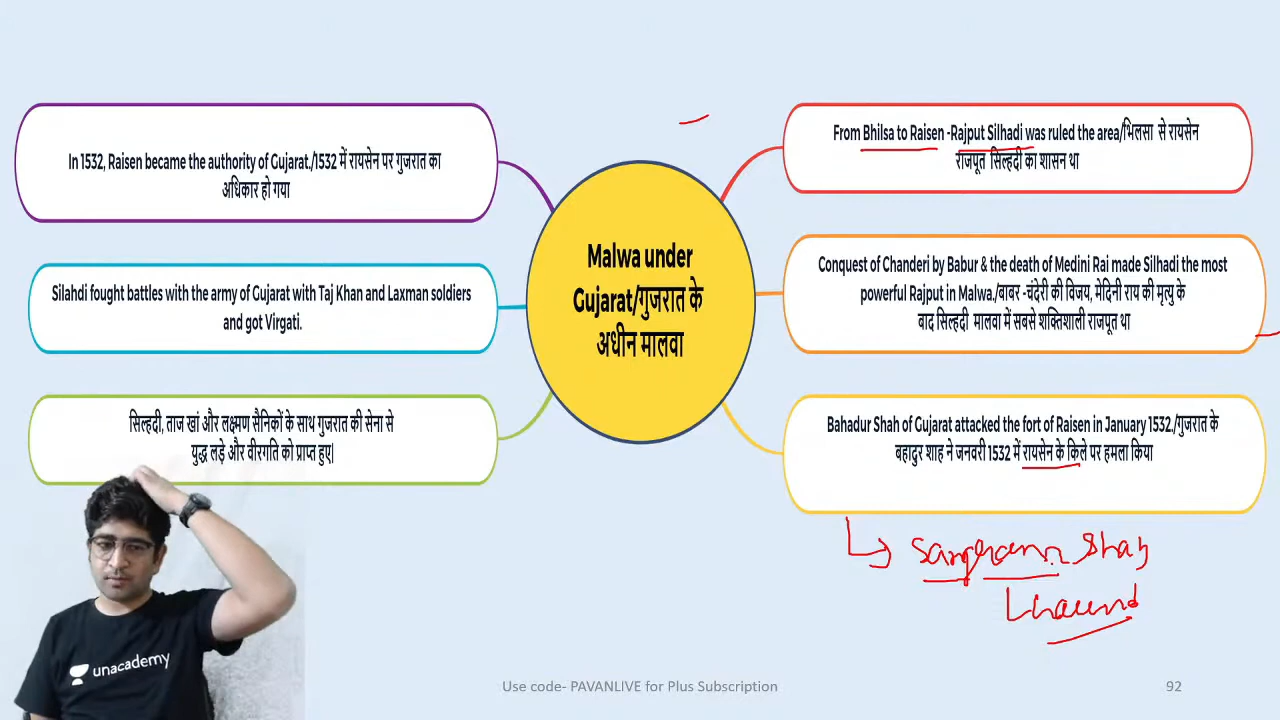 In 1532, Raisen became the authority of Gujarat./1532 में रायसेन पर गुजरात का
अधिकार हो गया
Silahdi fought battles with the army of Gujarat with Taj Khan and Laxman soldiers
and got Virgati.
सिल्हदी, ताज खां और लक्ष्मण सैनिकों के साथ गुजरात की सेना से
युद्ध लड़े और वीरगति को प्राप्त हुए|
Malwa under
Gujarat/गुजरात के
अधीन मालवा
From Bhilsa to Raisen -Rajput Silhadi was ruled the area/भिलसा से रायसेन
राजपूत सिल्हदी का शासन था
Conquest of Chanderi by Babur & the death of Medini Rai made Silhadi the most
powerful Rajput in Malwa./बाबर -चंदेरी की विजय, मेदिनी राय की मृत्यु के
बाद सिल्हदी मालवा में सबसे शक्तिशाली राजपूत था
Bahadur Shah of Gujarat attacked the fort of Raisen in January 1532./गुजरात के
बहादुर शाह ने जनवरी 1532 में रायसेन के किले पर हमला किया
Sangram Shah
unacademy
Use code- PAVANLIVE for Plus Subscription
92